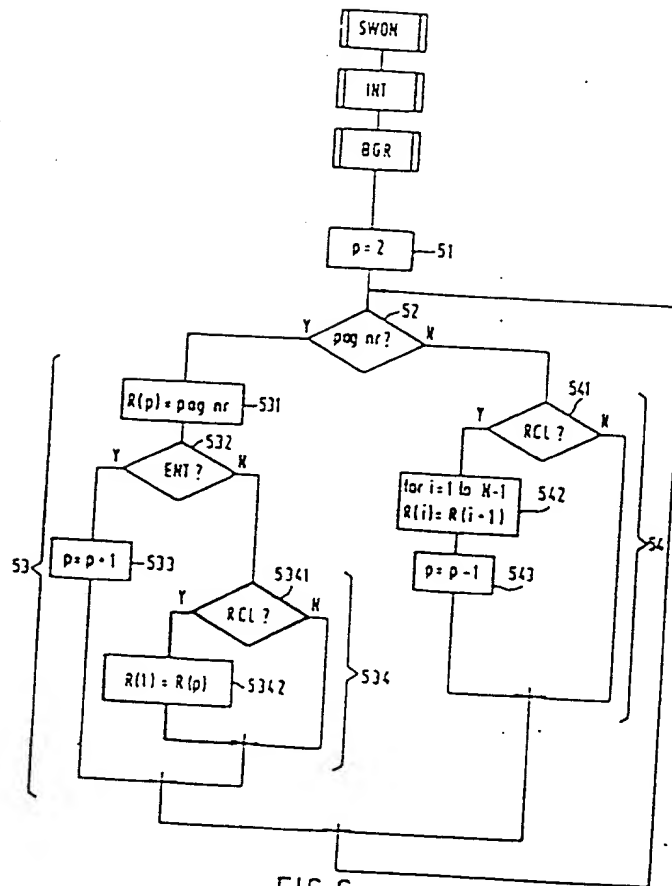 SWON
INT
BGR
p = 2
51
52
Y
pag nr?
N
R(p) = pag nr
531
532
Y
ENT ?
N
541
Y
RCL ?
N
for i=1 to N-1
R(i)= R(i+1)
542
53
p = p + 1
533
p = p -1
543
54
5341
Y
RCL ?
N
R(1) = R(p)
5342
534